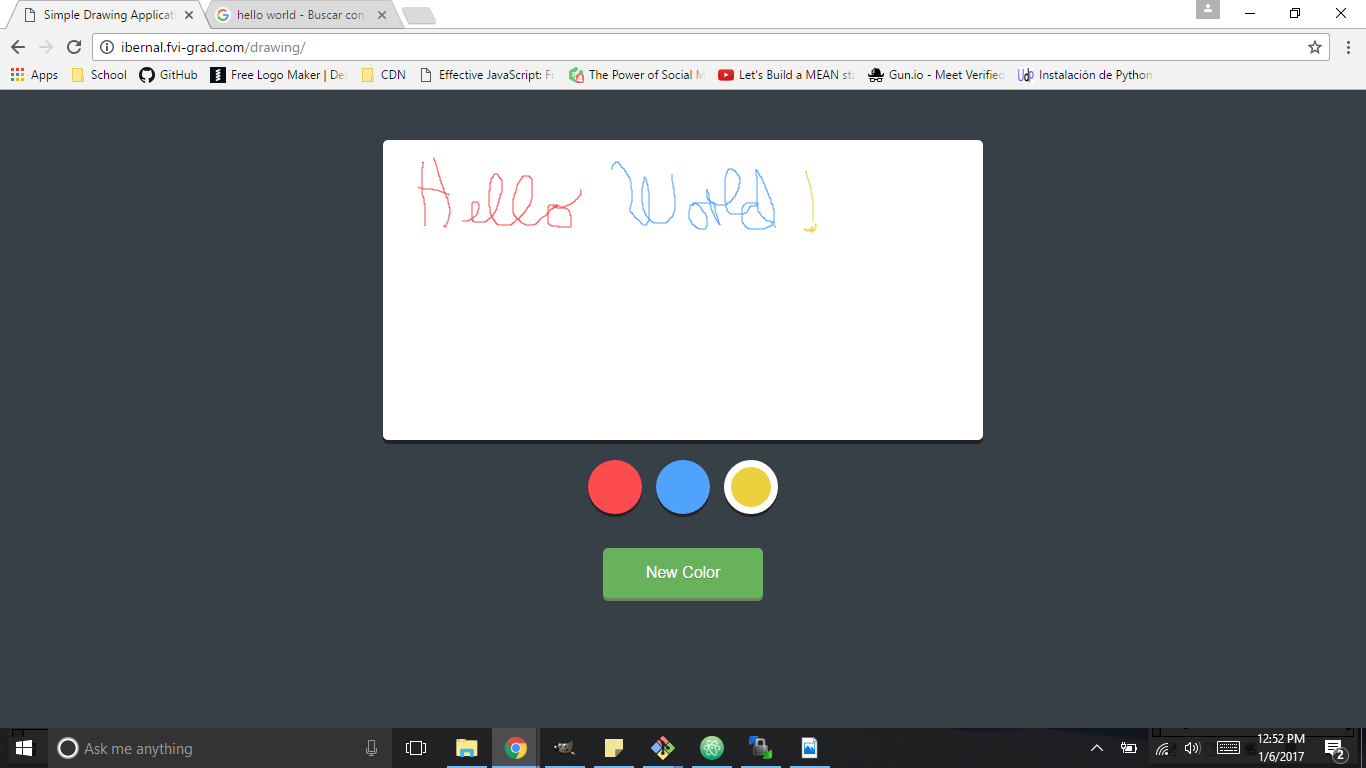 Simple Drawing Applicati hello world - Buscar con
ibernal.fvi-grad.com/drawing/
Apps School GitHub Free Logo Maker | De CDN Effective JavaScript: Fr The Power of Social M Let's Build a MEAN sta Gun.io - Meet Verified Instalación de Python
Hello World !
New Color
Ask me anything 12:52 PM
1/6/2017 2